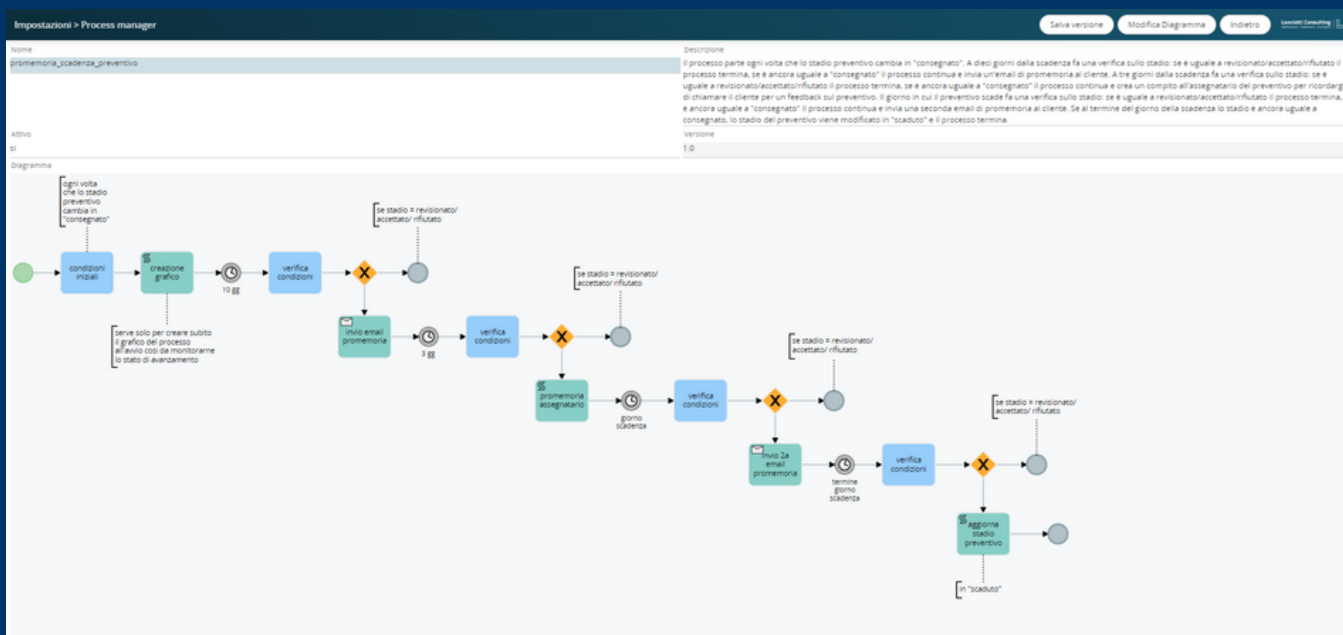 Impostazioni > Process manager
Salva versione
Modifica Diagramma
Indietro
Lanciotti Consulting
Nome
promemoria_scadenza_preventivo
Descrizione
il processo parte ogni volta che lo stadio preventivo cambia in "consegnato". A dieci giorni dalla scadenza fa una verifica sullo stadio: se è uguale a revisionato/accettato/rifiutato il
processo termina, se è ancora uguale a "consegnato" il processo continua e invia un'email di promemoria al cliente. A tre giorni dalla scadenza fa una verifica sullo stadio: se è
uguale a revisionato/accettato/rifiutato il processo termina, se è ancora uguale a "consegnato" il processo continua e crea un compito all'assegnatario del preventivo per ricordarg
di chiamare il cliente per un feedback sul preventivo. Il giorno in cui il preventivo scade fa una verifica sullo stadio: se è uguale a revisionato/accettato/rifiutato il processo termina,
è ancora uguale a "consegnato" il processo continua e invia una seconda email di promemoria al cliente. Se al termine del giorno della scadenza lo stadio è ancora uguale a
consegnato, lo stadio del preventivo viene modificato in "scaduto" e il processo termina.
Attivo
si
Versione
1.0
Diagramma
ogni volta
che lo stadio
preventivo
cambia in
"consegnato"
condizioni
iniziali
creazione
grafico
10 gg
verifica
condizioni
se stadio = revisionato/
accettato/ rifiutato
serve solo per creare subito
il grafico del processo
all'avvio così da monitorarne
lo stato di avanzamento
invio email
promemoria
3 gg
verifica
condizioni
se stadio = revisionato/
accettato/ rifiutato
promemoria
assegnatario
giorno
scadenza
verifica
condizioni
se stadio = revisionato/
accettato/ rifiutato
invio 2a
email
promemoria
termine
giorno
scadenza
verifica
condizioni
se stadio = revisionato/
accettato/ rifiutato
aggiorna
stadio
preventivo
in "scaduto"